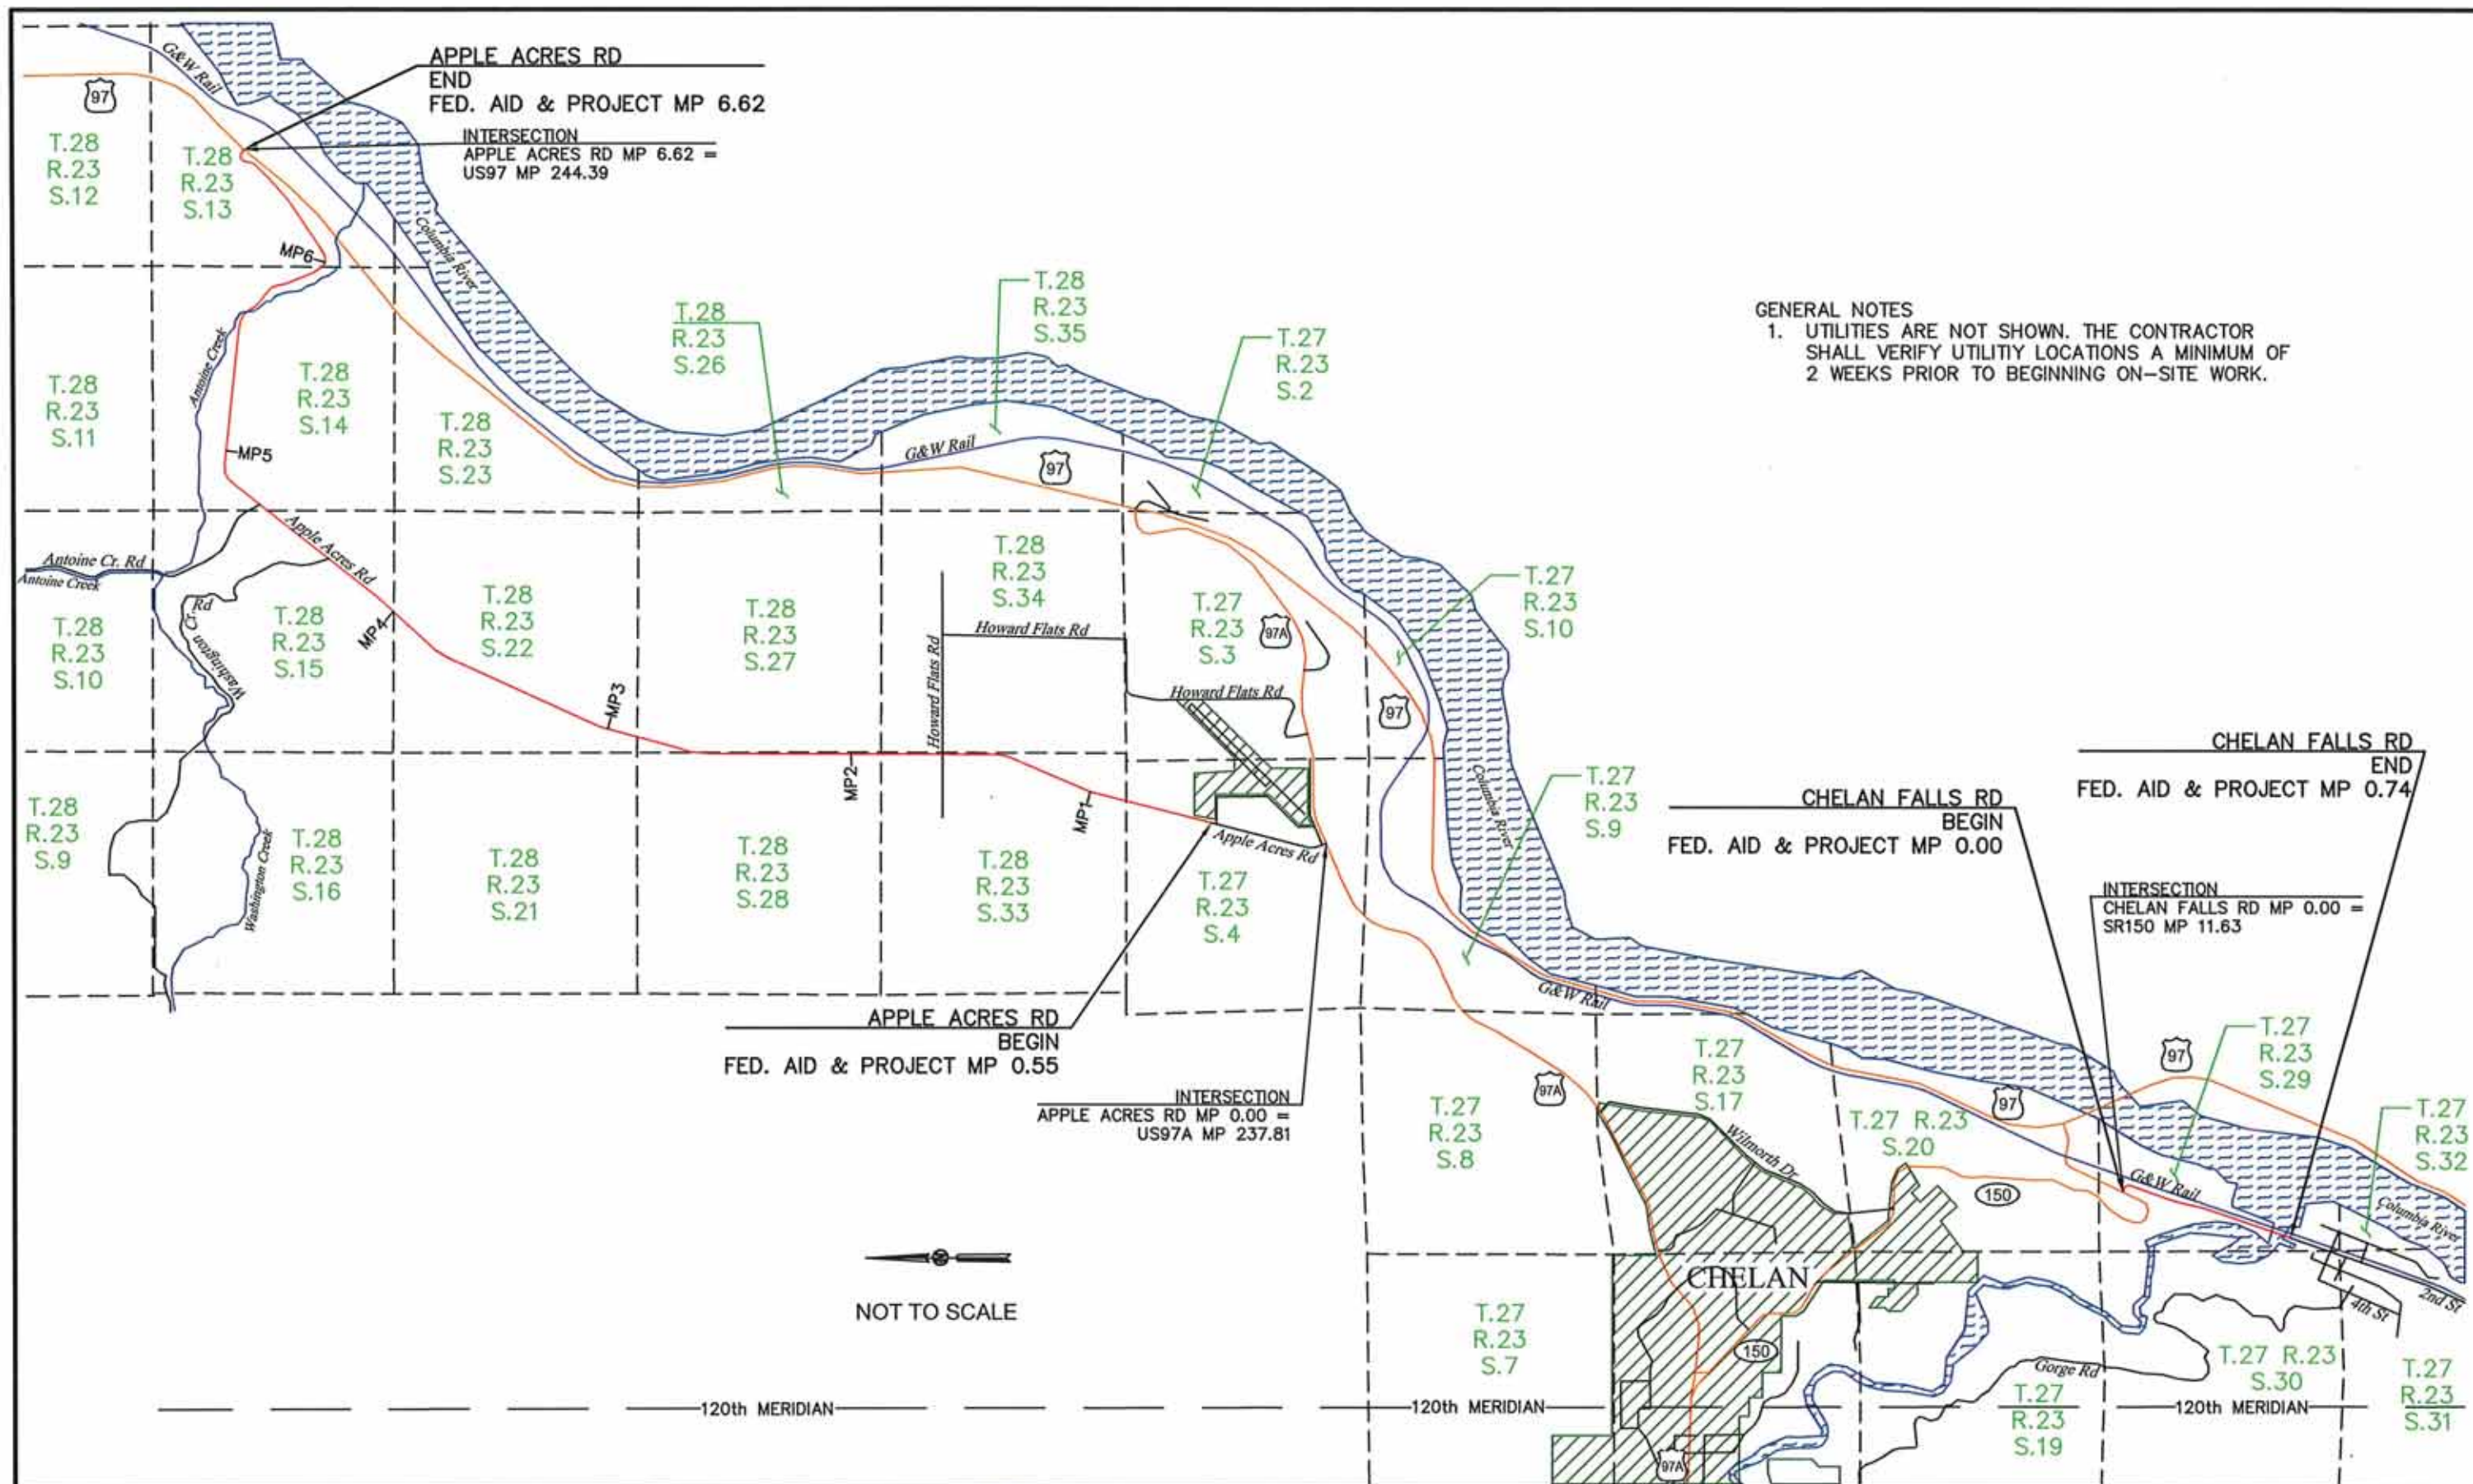 APPLE ACRES RD
END
FED. AID & PROJECT MP 6.62
INTERSECTION
APPLE ACRES RD MP 6.62 =
US97 MP 244.39
G&W Rail
97
T.28
R.23
S.12
T.28
R.23
S.13
MP6
Columbia River
T.28
R.23
S.26
T.28
R.23
S.35
T.27
R.23
S.2
GENERAL NOTES
1. UTILITIES ARE NOT SHOWN. THE CONTRACTOR
SHALL VERIFY UTILITIY LOCATIONS A MINIMUM OF
2 WEEKS PRIOR TO BEGINNING ON-SITE WORK.
T.28
R.23
S.11
Antoine Creek
T.28
R.23
S.14
MP5
T.28
R.23
S.23
G&W Rail
97
Antoine Cr. Rd
Antoine Creek
Apple Acres Rd
T.28
R.23
S.10
Washington Cr. Rd
T.28
R.23
S.15
MP4
T.28
R.23
S.22
MP3
T.28
R.23
S.27
T.28
R.23
S.34
Howard Flats Rd
Howard Flats Rd
Howard Flats Rd
T.27
R.23
S.3
97A
T.27
R.23
S.10
97
Columbia River
T.28
R.23
S.9
Washington Creek
T.28
R.23
S.16
T.28
R.23
S.21
MP2
T.28
R.23
S.28
T.28
R.23
S.33
MP1
Apple Acres Rd
T.27
R.23
S.4
T.27
R.23
S.9
CHELAN FALLS RD
BEGIN
FED. AID & PROJECT MP 0.00
CHELAN FALLS RD
END
FED. AID & PROJECT MP 0.74
INTERSECTION
CHELAN FALLS RD MP 0.00 =
SR150 MP 11.63
APPLE ACRES RD
BEGIN
FED. AID & PROJECT MP 0.55
INTERSECTION
APPLE ACRES RD MP 0.00 =
US97A MP 237.81
G&W Rail
97A
T.27
R.23
S.8
T.27
R.23
S.17
Wilmorth Dr
T.27 R.23
S.20
97
97
T.27
R.23
S.29
T.27
R.23
S.32
150
G&W Rail
Columbia River
NOT TO SCALE
CHELAN
T.27
R.23
S.7
150
4th St
2nd St
Gorge Rd
T.27 R.23
S.30
T.27
R.23
S.31
T.27
R.23
S.19
120th MERIDIAN
120th MERIDIAN
120th MERIDIAN
97A